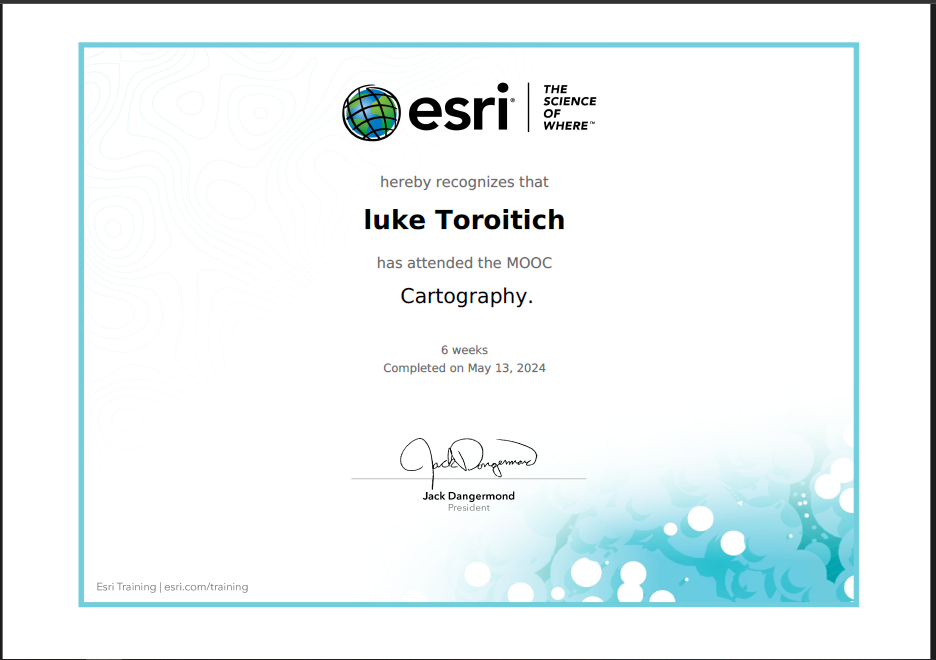 esri®
THE
SCIENCE
OF
WHERE™
hereby recognizes that
luke Toroitich
has attended the MOOC
Cartography.
6 weeks
Completed on May 13, 2024
Jack Dangermond
Jack Dangermond
President
Esri Training | esri.com/training